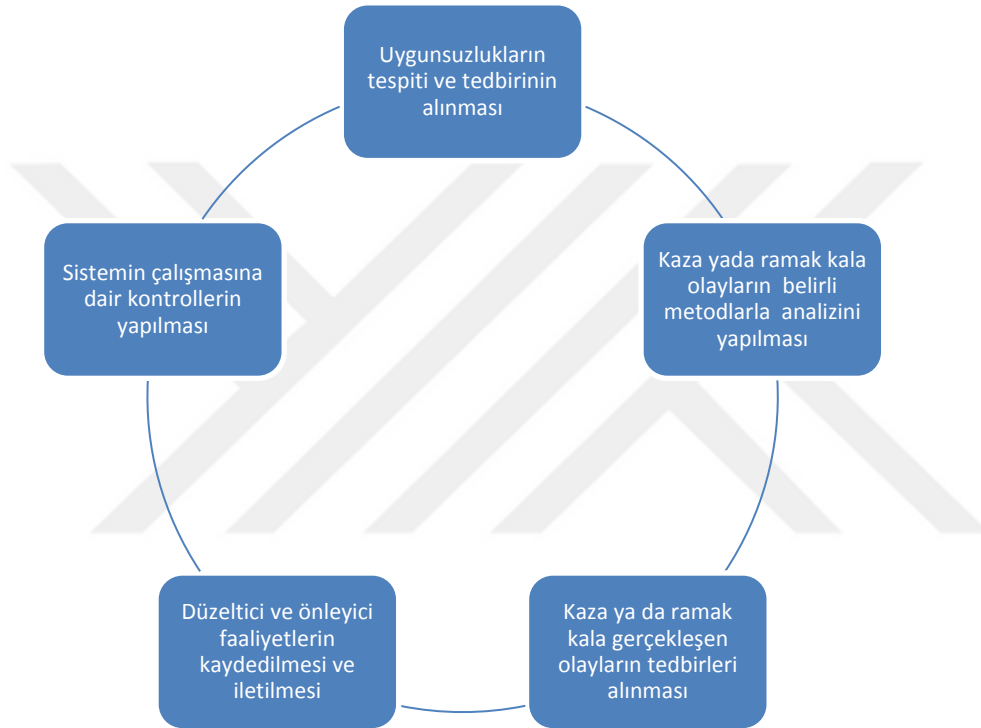 Uygunsuzlukların
tespiti ve tedbirinin
alınması
Kaza yada ramak kala
olayların belirli
metodlarla analizini
yapılması
Kaza ya da ramak
kala gerçekleşen
olayların tedbirleri
alınması
Düzeltici ve önleyici
faaliyetlerin
kaydedilmesi ve
iletilmesi
Sistemin çalışmasına
dair kontrollerin
yapılması